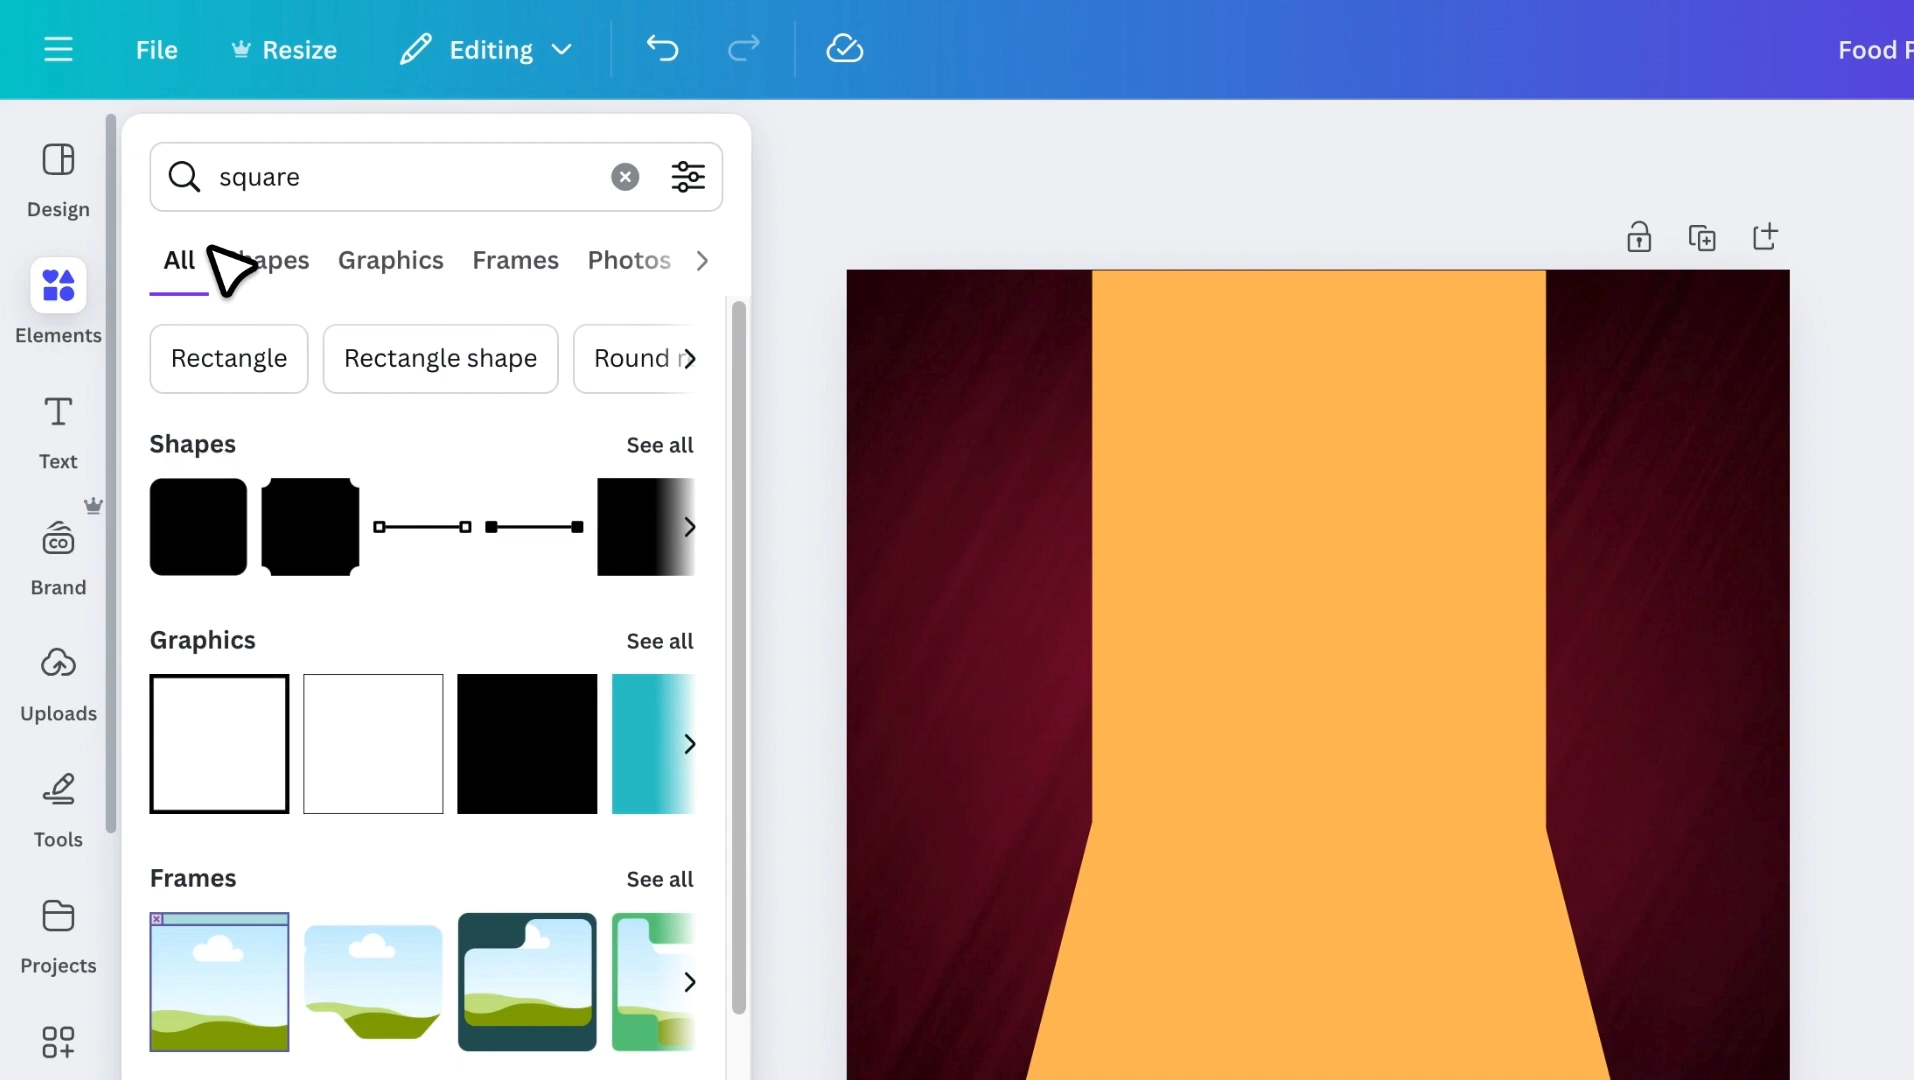 File
Resize
Editing
Food
Design
Elements
Text
Brand
Uploads
Tools
Projects
square
All
Graphics
Frames
Photos
Rectangle
Rectangle shape
Round
Shapes
See all
Graphics
See all
Frames
See all